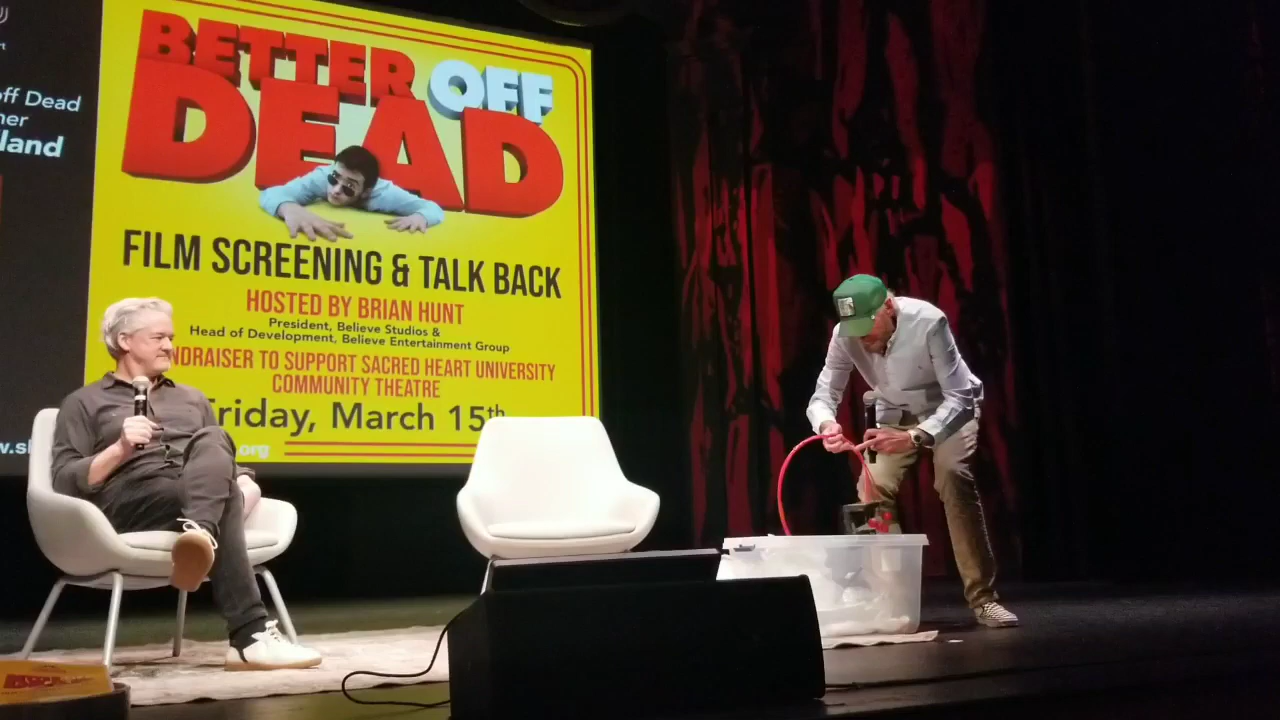 off Dead
land
BETTER OFF
DEAD
FILM SCREENING & TALK BACK
HOSTED BY BRIAN HUNT
President, Believe Studios &
Head of Development, Believe Entertainment Group
NDRAISER TO SUPPORT SACRED HEART UNIVERSITY
COMMUNITY THEATRE
Friday, March 15th
.org